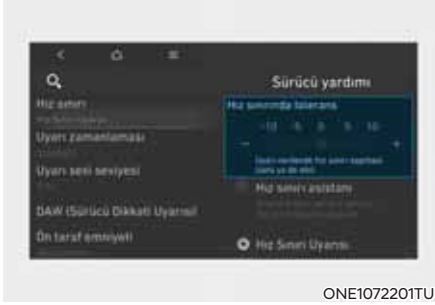 Sürücü yardımı
Hız sınırı
Uyarı zamanlaması
Uyarı sesi seviyesi
DAW (Sürücü Dikkati Uyarısı)
Ön taraf emniyeti
Hız sınırında tolerans
-10 -5 0 5 10
- +
Hız sınırı asistanı
Hız Sınırı Uyarısı
ONE1072201TU